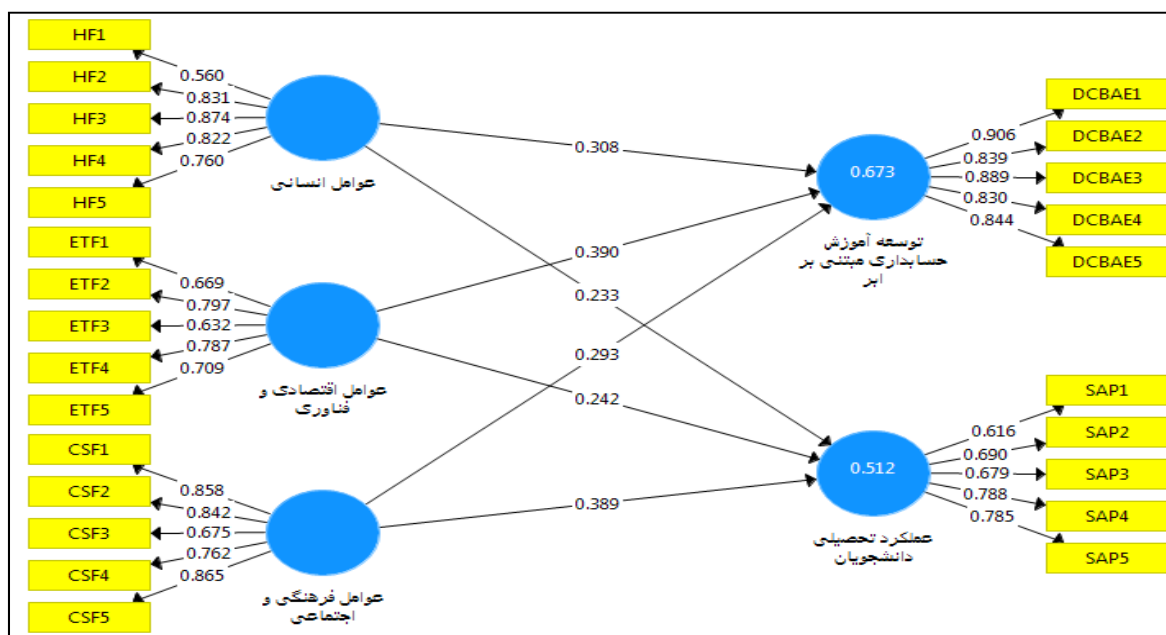 HF1
HF2
HF3
HF4
HF5
0.560
0.831
0.874
0.822
0.760
عوامل انسانی
ETF1
ETF2
ETF3
ETF4
ETF5
0.669
0.797
0.632
0.787
0.709
عوامل اقتصادی و
فناوری
CSF1
CSF2
CSF3
CSF4
CSF5
0.858
0.842
0.675
0.762
0.865
عوامل فرهنگی و
اجتماعی
0.308
0.390
0.233
0.293
0.242
0.389
0.673
توسعه آموزش
حسابداری مبتنی بر
ابر
0.906
0.839
0.889
0.830
0.844
DCBAE1
DCBAE2
DCBAE3
DCBAE4
DCBAE5
0.512
عملکرد تحصیلی
دانشجویان
0.616
0.690
0.679
0.788
0.785
SAP1
SAP2
SAP3
SAP4
SAP5